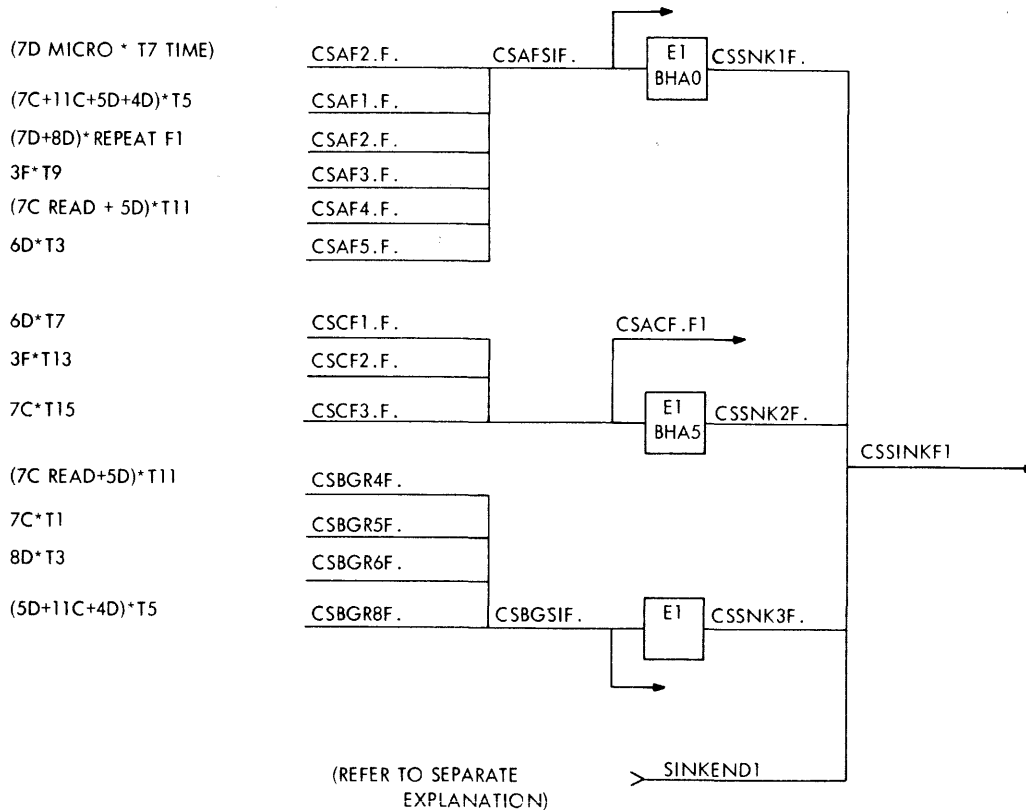 (7D MICRO * T7 TIME) CSAF2.F. CSAFSIF. E1 BHA0 CSSNK1F.
(7C+11C+5D+4D)*T5 CSAF1.F.
(7D+8D)*REPEAT F1 CSAF2.F.
3F*T9 CSAF3.F.
(7C READ + 5D)*T11 CSAF4.F.
6D*T3 CSAF5.F.
6D*T7 CSCF1.F. CSACF.F1
3F*T13 CSCF2.F.
7C*T15 CSCF3.F. E1 BHA5 CSSNK2F.
CSSINKF1
(7C READ+5D)*T11 CSBGR4F.
7C*T1 CSBGR5F.
8D*T3 CSBGR6F.
(5D+11C+4D)*T5 CSBGR8F. CSBGSIF. E1 CSSNK3F.
(REFER TO SEPARATE SINKEND1
EXPLANATION)